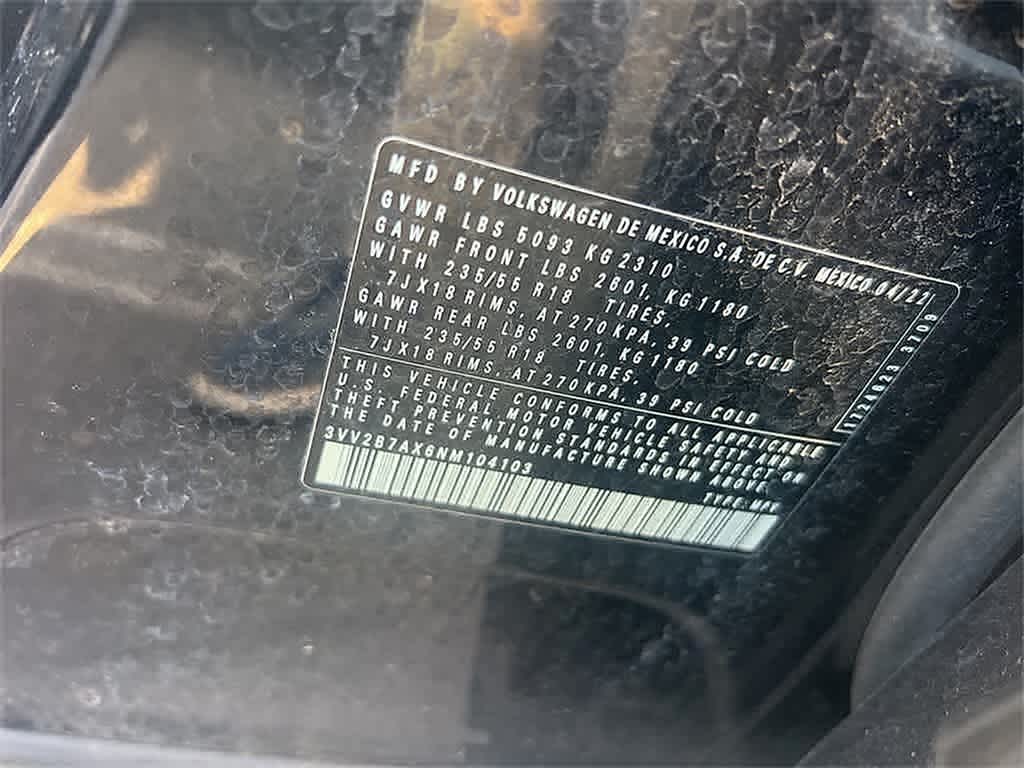 MFD BY VOLKSWAGEN DE MEXICO S.A. DE C.V. MEXICO 04/22
GVWR LBS 5093 KG 2310
GAWR FRONT LBS 2601, KG 1180
WITH 235/55 R18 TIRES,
7JX18 RIMS, AT 270 KPA, 39 PSI COLD
GAWR REAR LBS 2601, KG 1180
WITH 235/55 R18 TIRES,
7JX18 RIMS, AT 270 KPA, 39 PSI COLD
THIS VEHICLE CONFORMS TO ALL APPLICABLE
U.S. FEDERAL MOTOR VEHICLE SAFETY AND
THEFT PREVENTION STANDARDS IN EFFECT ON
THE DATE OF MANUFACTURE SHOWN ABOVE
3VV2B7AX6NM104103
3709